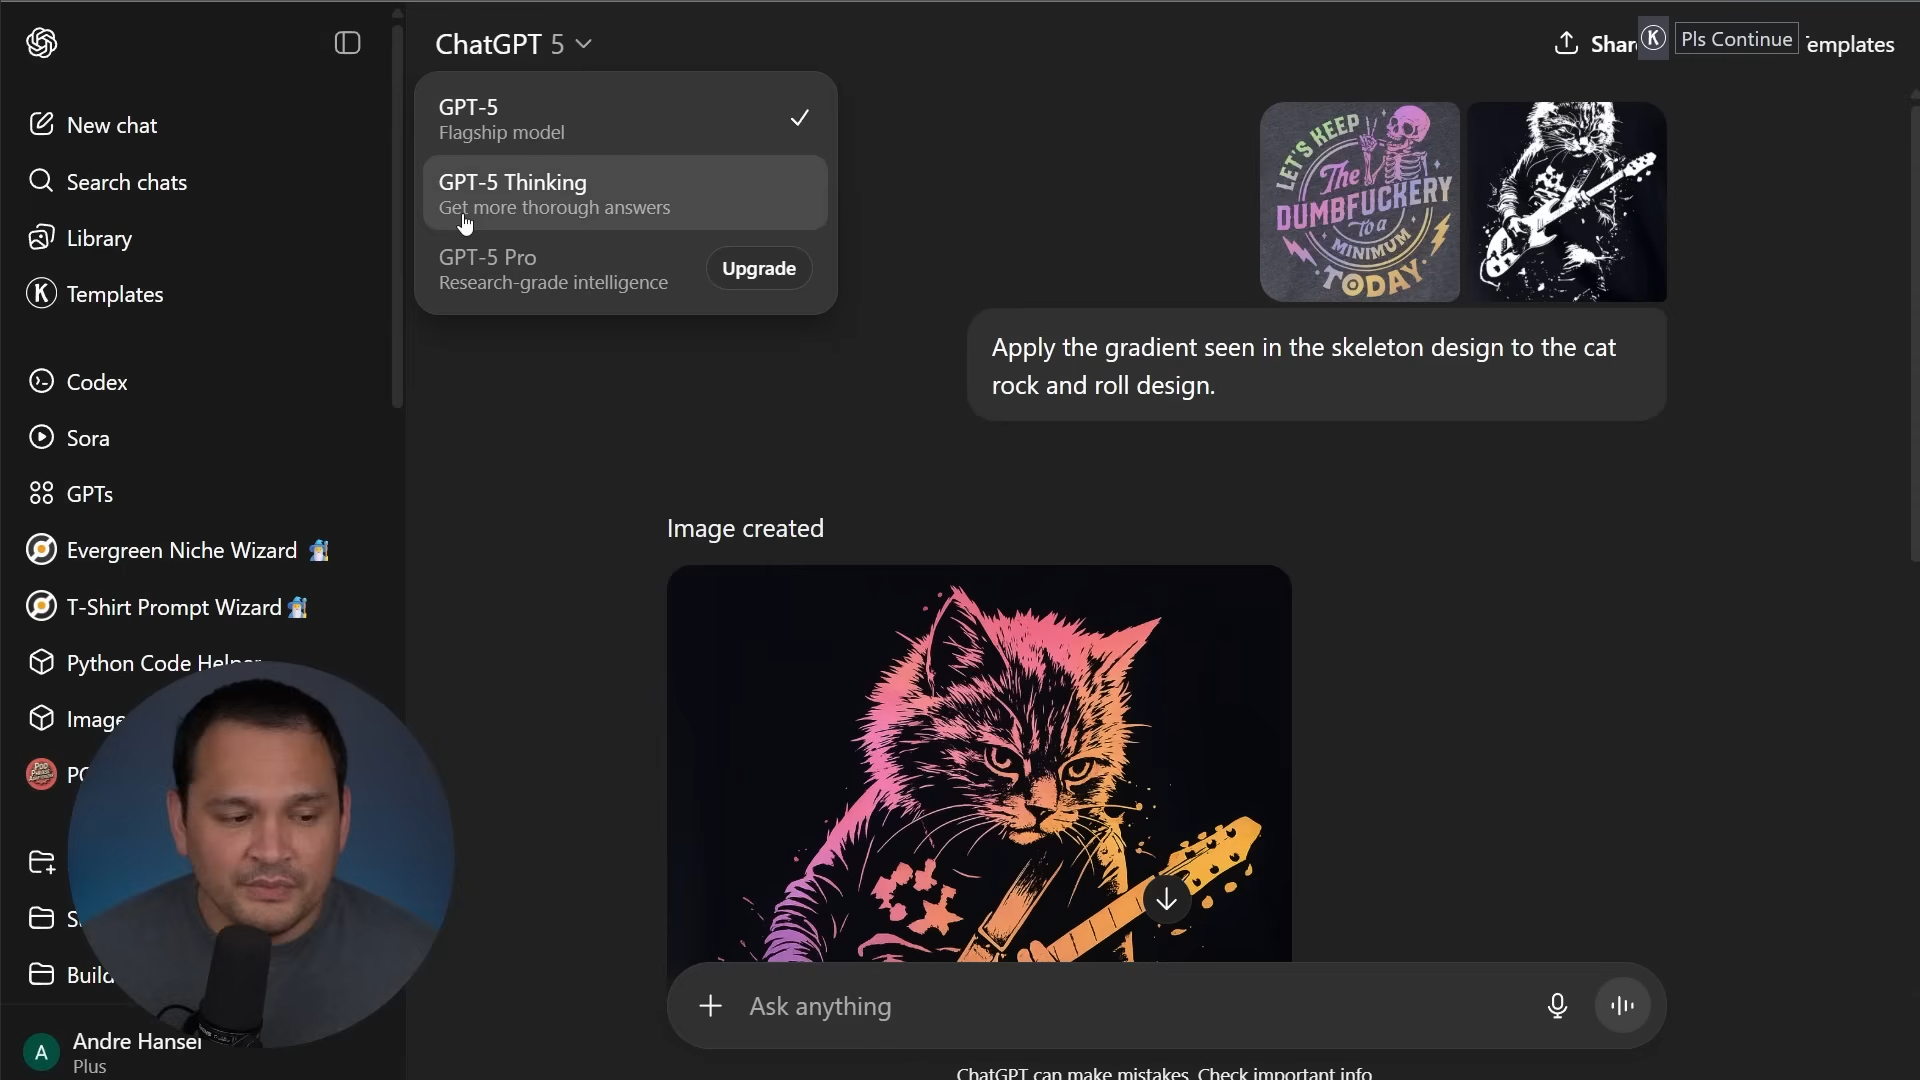 New chat
Search chats
Library
Templates
Codex
Sora
GPTs
Evergreen Niche Wizard
T-Shirt Prompt Wizard
Python Code
Image
Andre Hansen
Plus
ChatGPT 5
GPT-5
Flagship model
GPT-5 Thinking
Get more thorough answers
GPT-5 Pro
Research-grade intelligence
Upgrade
Shar
K
Pls Continue
Templates
LET'S KEEP
The
DUMBFUCKERY
to a
MINIMUM
TODAY
Apply the gradient seen in the skeleton design to the cat
rock and roll design.
Image created
Ask anything
ChatGPT can make mistakes. Check important info.